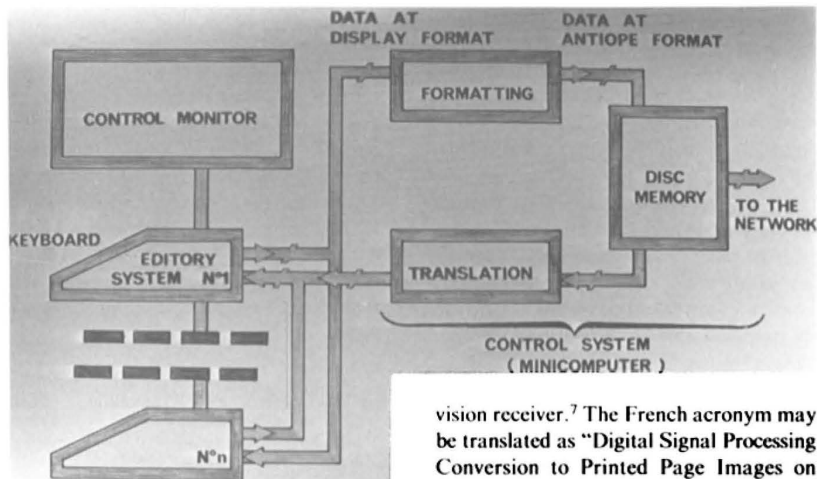 DATA AT
DISPLAY FORMAT
DATA AT
ANTIOPE FORMAT
CONTROL MONITOR
FORMATTING
DISC
MEMORY
TO THE
NETWORK
KEYBOARD
EDITORY
SYSTEM N°1
TRANSLATION
CONTROL SYSTEM
( MINICOMPUTER )
N°n
vision receiver.7 The French acronym may
be translated as “Digital Signal Processing
Conversion to Printed Page Images on